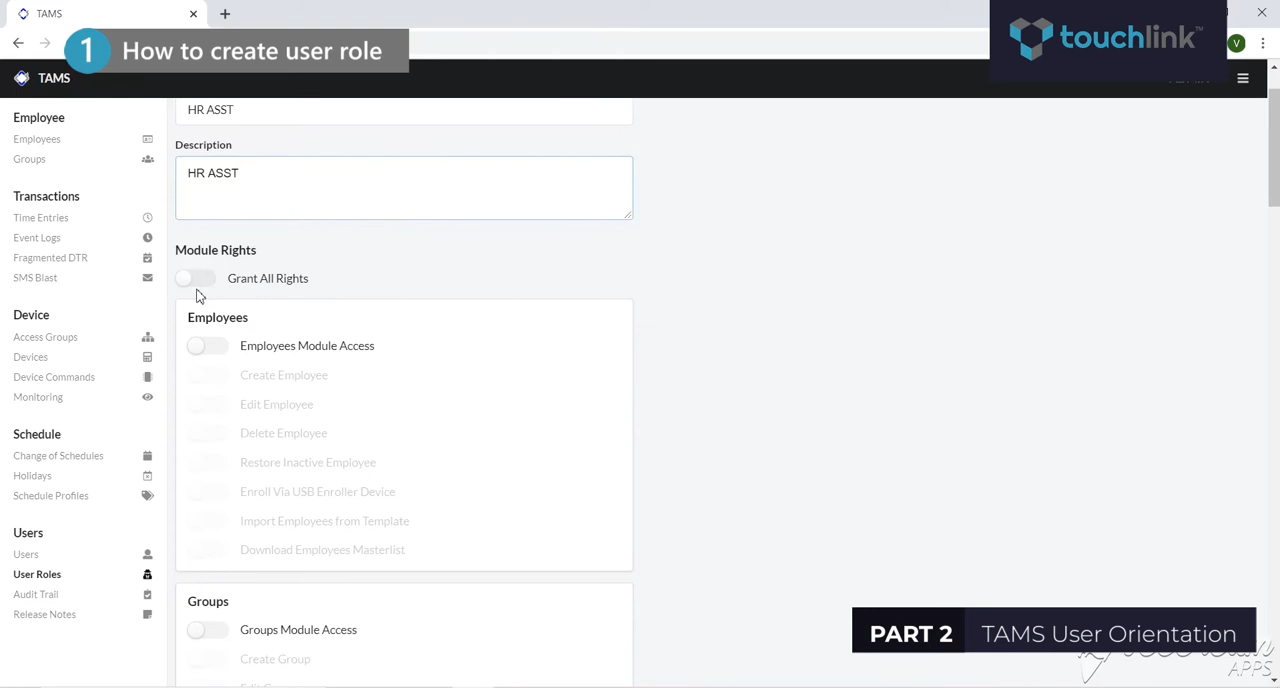 TAMS
1 How to create user role
touchlink™
V
TAMS
Employee
Employees
Groups
Transactions
Time Entries
Event Logs
Fragmented DTR
SMS Blast
Device
Access Groups
Devices
Device Commands
Monitoring
Schedule
Change of Schedules
Holidays
Schedule Profiles
Users
Users
User Roles
Audit Trail
Release Notes
HR ASST
Description
HR ASST
Module Rights
Grant All Rights
Employees
Employees Module Access
Create Employee
Edit Employee
Delete Employee
Restore Inactive Employee
Enroll Via USB Enroller Device
Import Employees from Template
Download Employees Masterlist
Groups
Groups Module Access
Create Group
PART 2 TAMS User Orientation
APPS